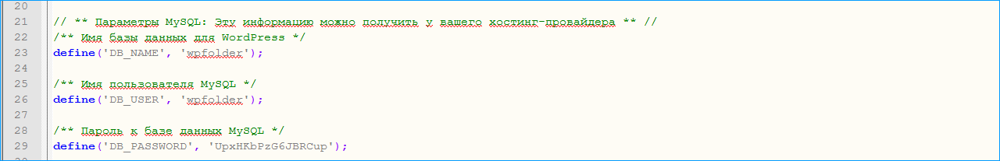 20
21 // ** Параметры MySQL: Эту информацию можно получить у вашего хостинг-провайдера ** //
22 /** Имя базы данных для WordPress */
23 define('DB_NAME', 'wpfolder');
24
25 /** Имя пользователя MySQL */
26 define('DB_USER', 'wpfolder');
27
28 /** Пароль к базе данных MySQL */
29 define('DB_PASSWORD', 'UpxHKbPzG6JBRCup');